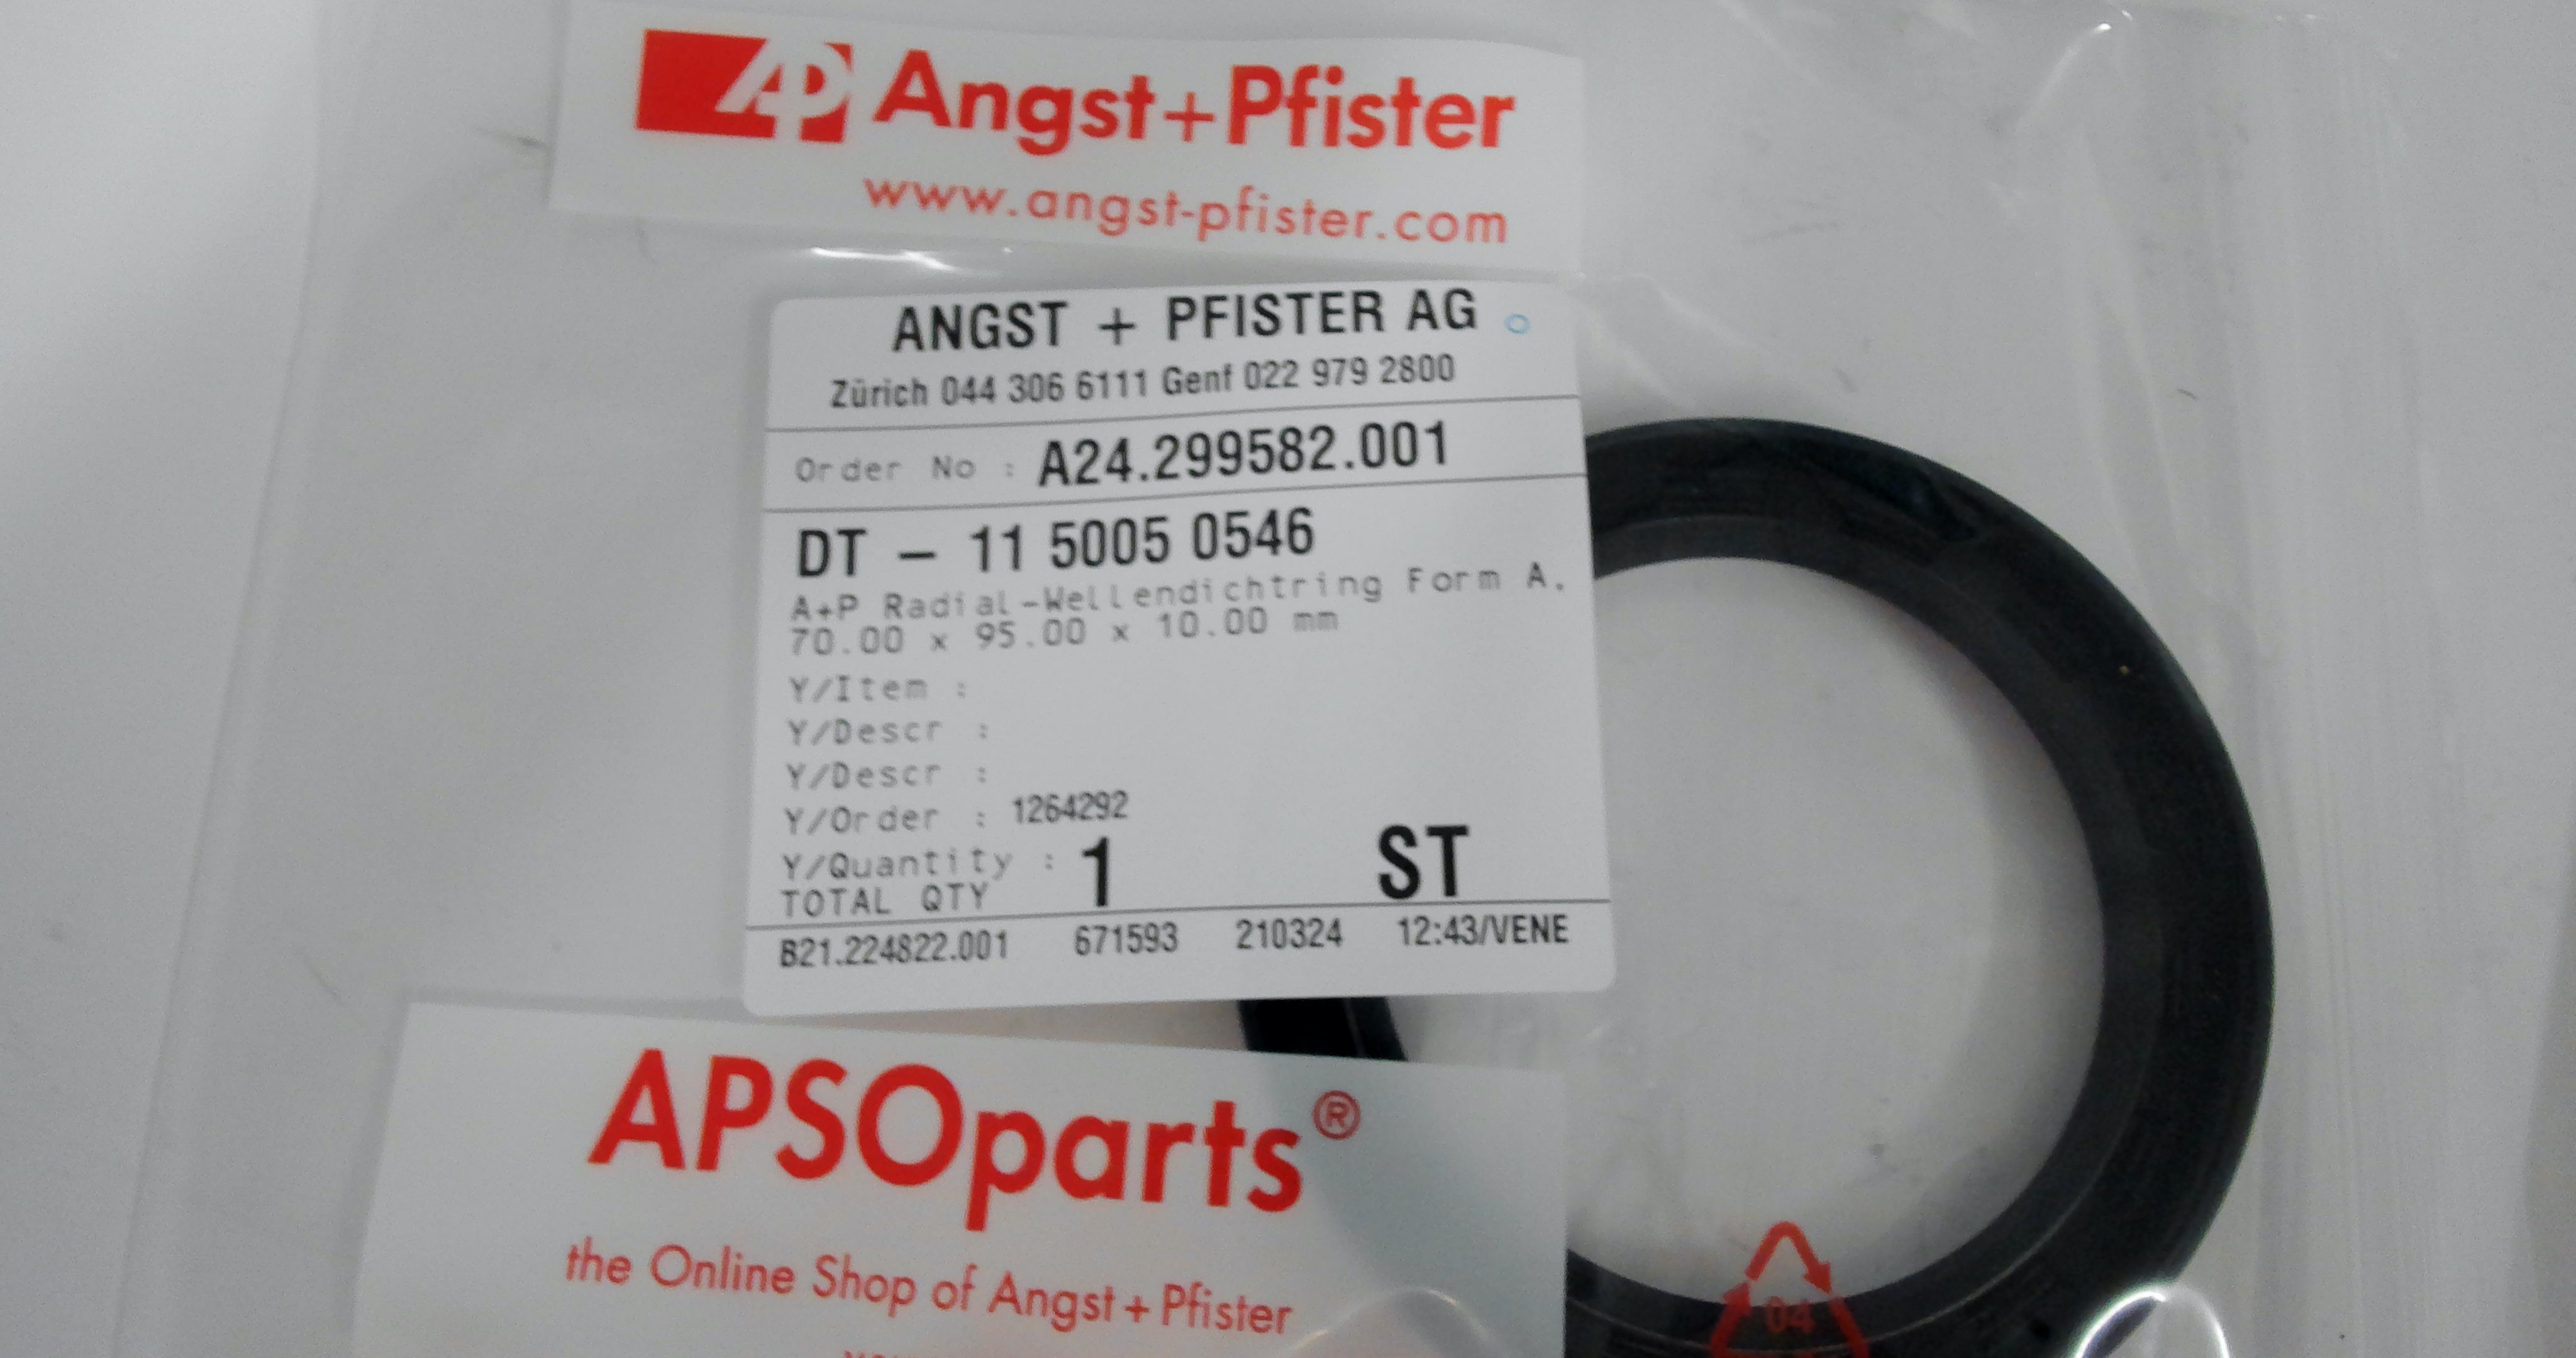 AP Angst+Pfister
www.angst-pfister.com
ANGST + PFISTER AG
Zürich 044 306 6111 Genf 022 979 2800
Order No : A24.299582.001
DT – 11 5005 0546
A+P Radial-Wellendichtring Form A.
70.00 x 95.00 x 10.00 mm
Y/Item :
Y/Descr :
Y/Descr :
Y/Order : 1264292
Y/Quantity : 1 ST
TOTAL QTY
B21.224822.001 671593 210324 12:43/VENE
APSOparts®
the Online Shop of Angst+Pfister
04